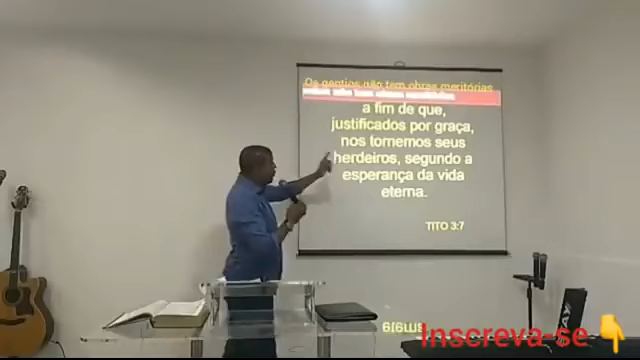 Os gentios não tem obras meritórias
a fim de que,
justificados por graça,
nos tornemos seus
herdeiros, segundo a
esperança da vida
eterna.
TITO 3:7
Inscreva-se